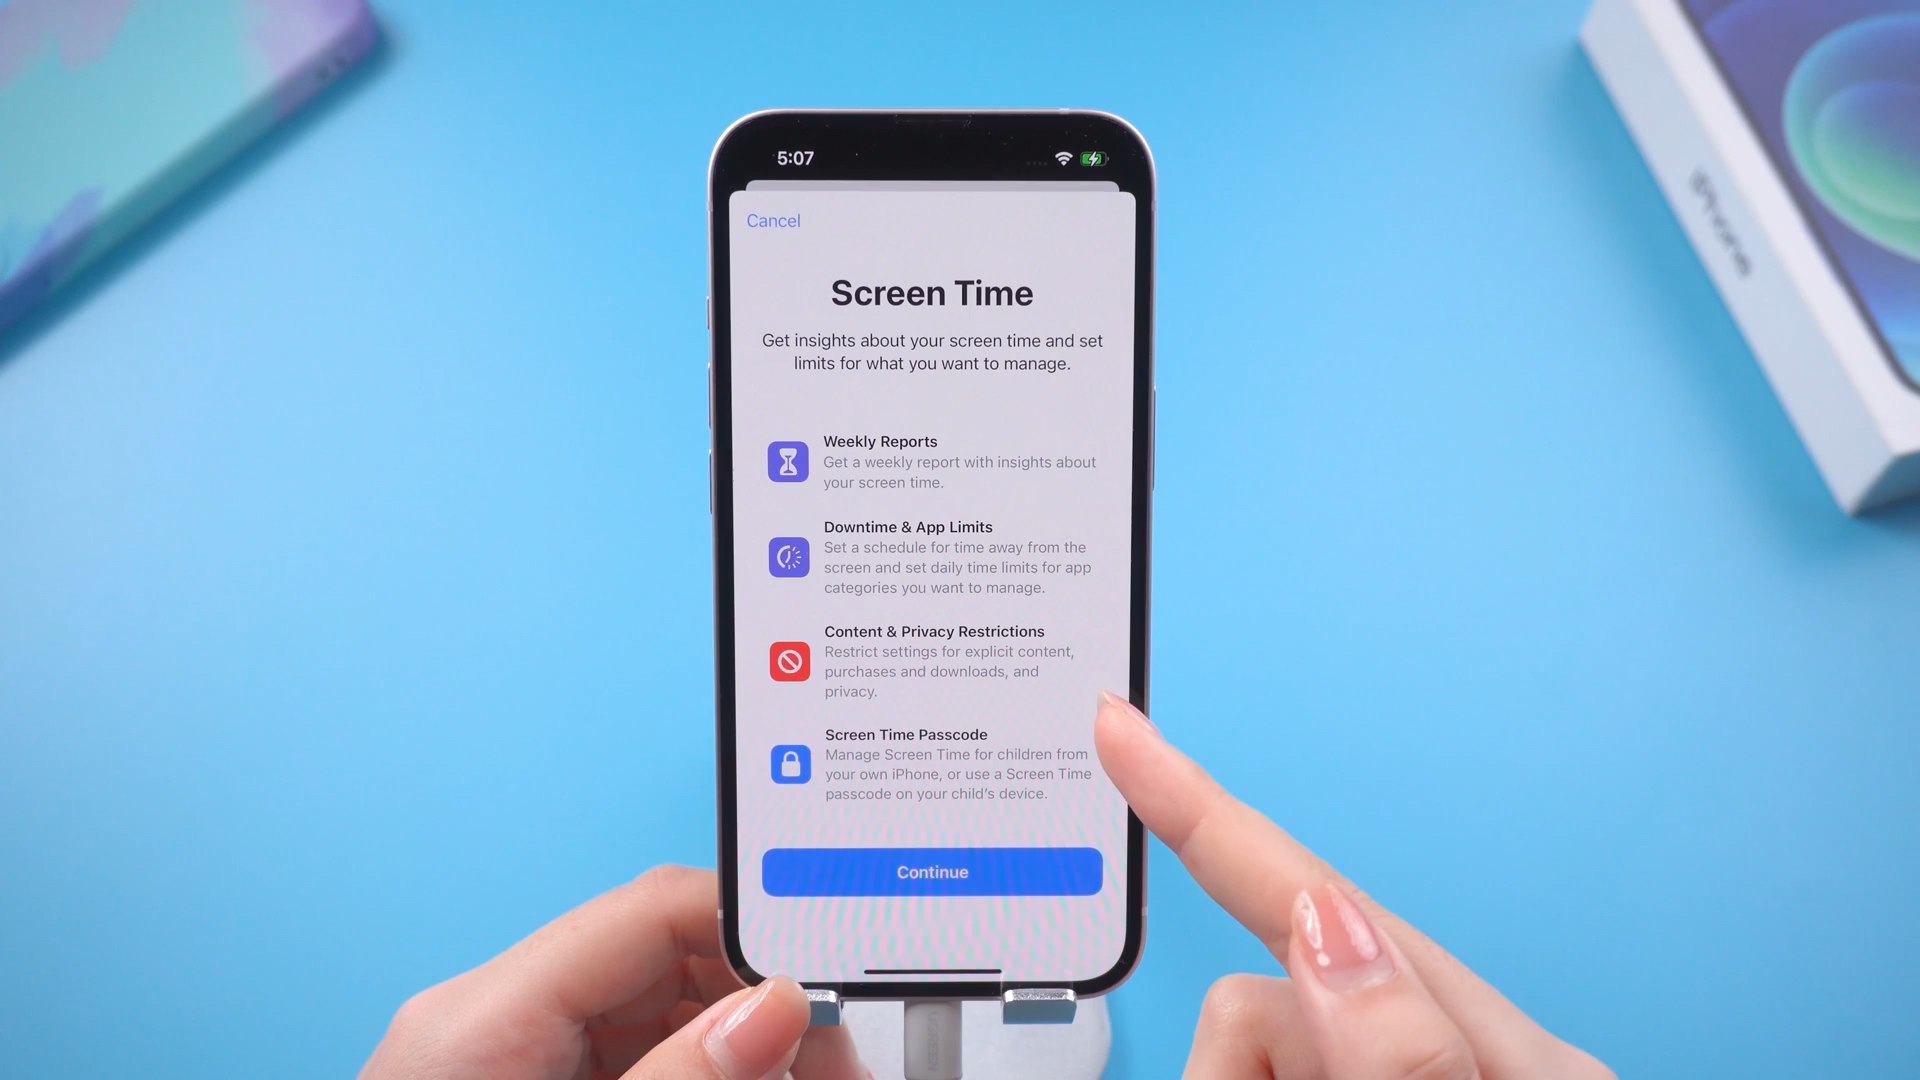 5:07
Cancel
Screen Time
Get insights about your screen time and set
limits for what you want to manage.
Weekly Reports
Get a weekly report with insights about
your screen time.
Downtime & App Limits
Set a schedule for time away from the
screen and set daily time limits for app
categories you want to manage.
Content & Privacy Restrictions
Restrict settings for explicit content,
purchases and downloads, and
privacy.
Screen Time Passcode
Manage Screen Time for children from
your own iPhone, or use a Screen Time
passcode on your child's device.
Continue
iPhone
UGREEN